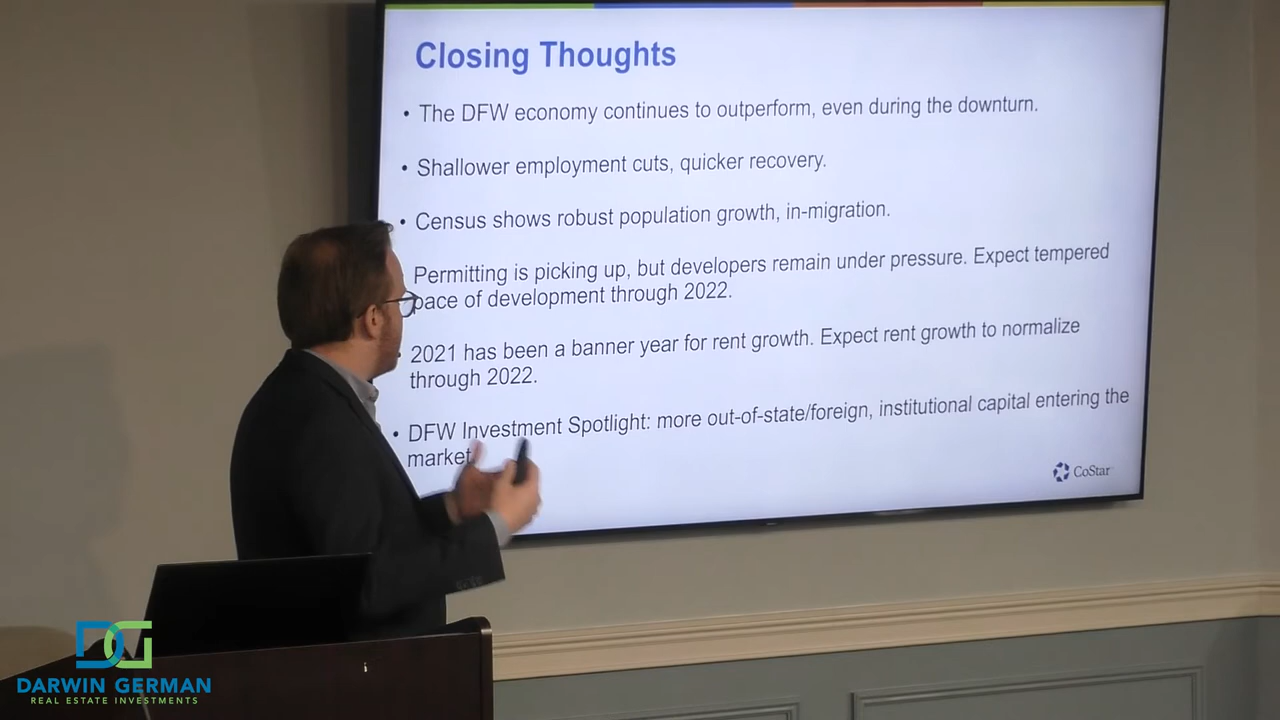 Closing Thoughts
• The DFW economy continues to outperform, even during the downturn.
• Shallower employment cuts, quicker recovery.
• Census shows robust population growth, in-migration.
Permitting is picking up, but developers remain under pressure. Expect tempered
pace of development through 2022.
2021 has been a banner year for rent growth. Expect rent growth to normalize
through 2022.
• DFW Investment Spotlight: more out-of-state/foreign, institutional capital entering the
market
CoStar
DG
DARWIN GERMAN
REAL ESTATE INVESTMENTS